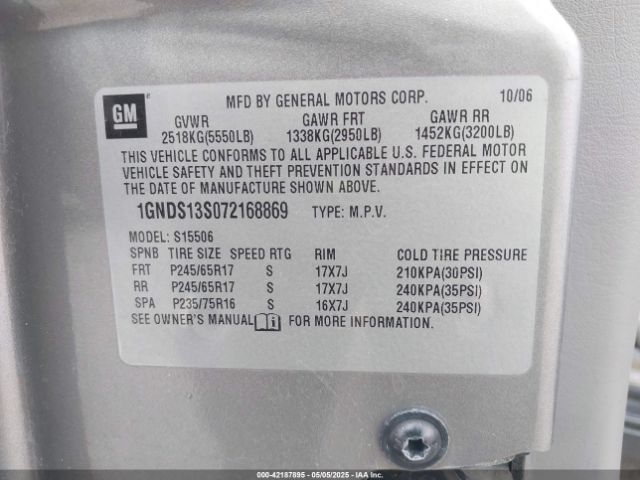 GM
MFD BY GENERAL MOTORS CORP. 10/06
GVWR GAWR FRT GAWR RR
2518KG(5550LB) 1338KG(2950LB) 1452KG(3200LB)
THIS VEHICLE CONFORMS TO ALL APPLICABLE U.S. FEDERAL MOTOR
VEHICLE SAFETY AND THEFT PREVENTION STANDARDS IN EFFECT ON
THE DATE OF MANUFACTURE SHOWN ABOVE.
1GNDS13S072168869 TYPE: M.P.V.
MODEL: S15506
SPNB TIRE SIZE SPEED RTG RIM COLD TIRE PRESSURE
FRT P245/65R17 S 17X7J 210KPA(30PSI)
RR P245/65R17 S 17X7J 240KPA(35PSI)
SPA P235/75R16 S 16X7J 240KPA(35PSI)
SEE OWNER'S MANUAL FOR MORE INFORMATION.
000-42187895 - 05/05/2025 - COPYRIGHT IAA, LLC